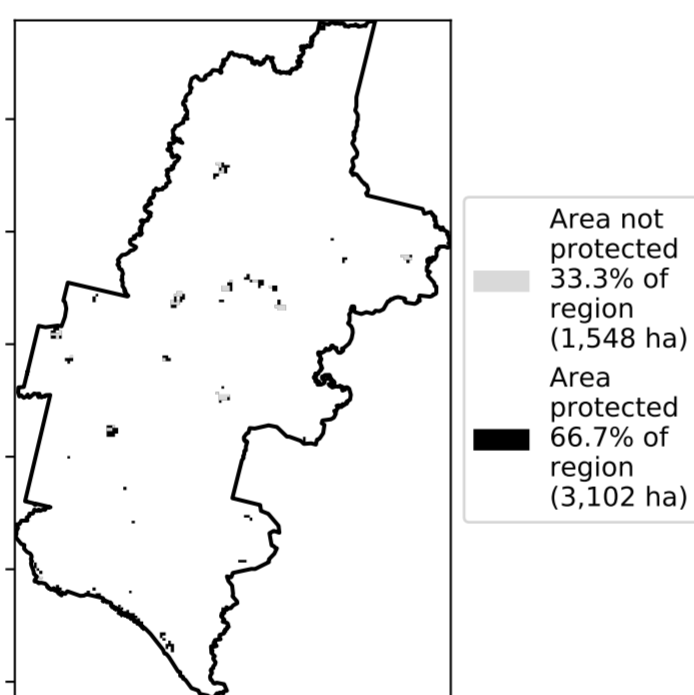 Area not
protected
33.3% of
region
(1,548 ha)
Area
protected
66.7% of
region
(3,102 ha)